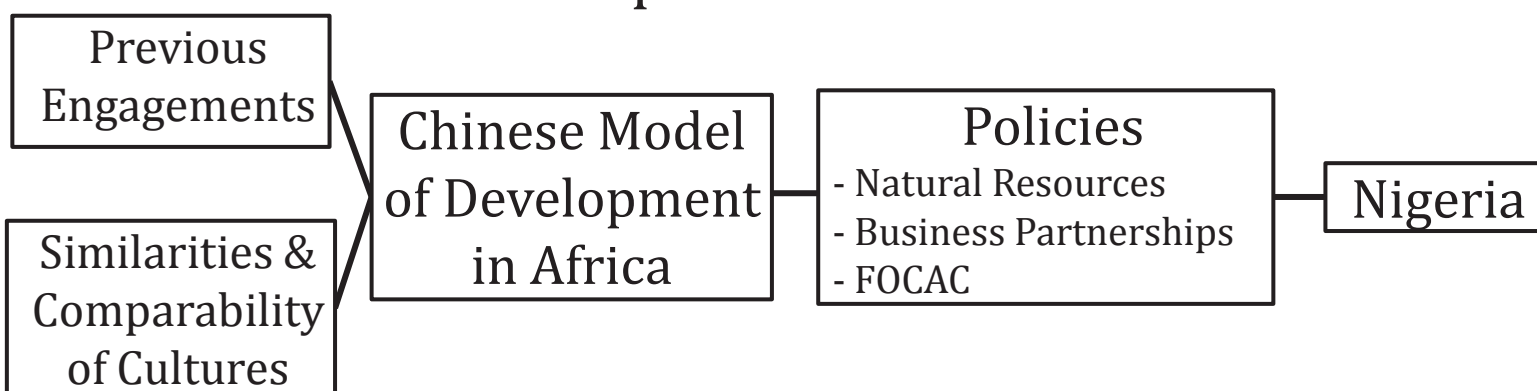 Previous
Engagements
Similarities &
Comparability
of Cultures
Chinese Model
of Development
in Africa
Policies
- Natural Resources
- Business Partnerships
- FOCAC
Nigeria